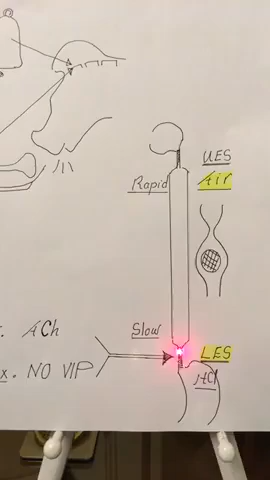 UES
Rapid Air
Slow
. ACh
LES
x. NO VIP
HCl